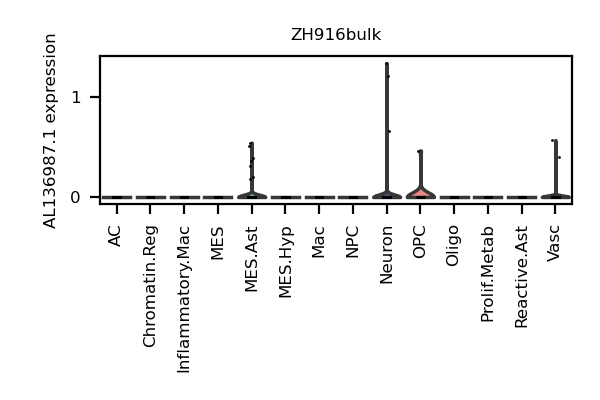 ZH916bulk
AL136987.1 expression
1
0
AC
Chromatin.Reg
Inflammatory.Mac
MES
MES.Ast
MES.Hyp
Mac
NPC
Neuron
OPC
Oligo
Prolif.Metab
Reactive.Ast
Vasc